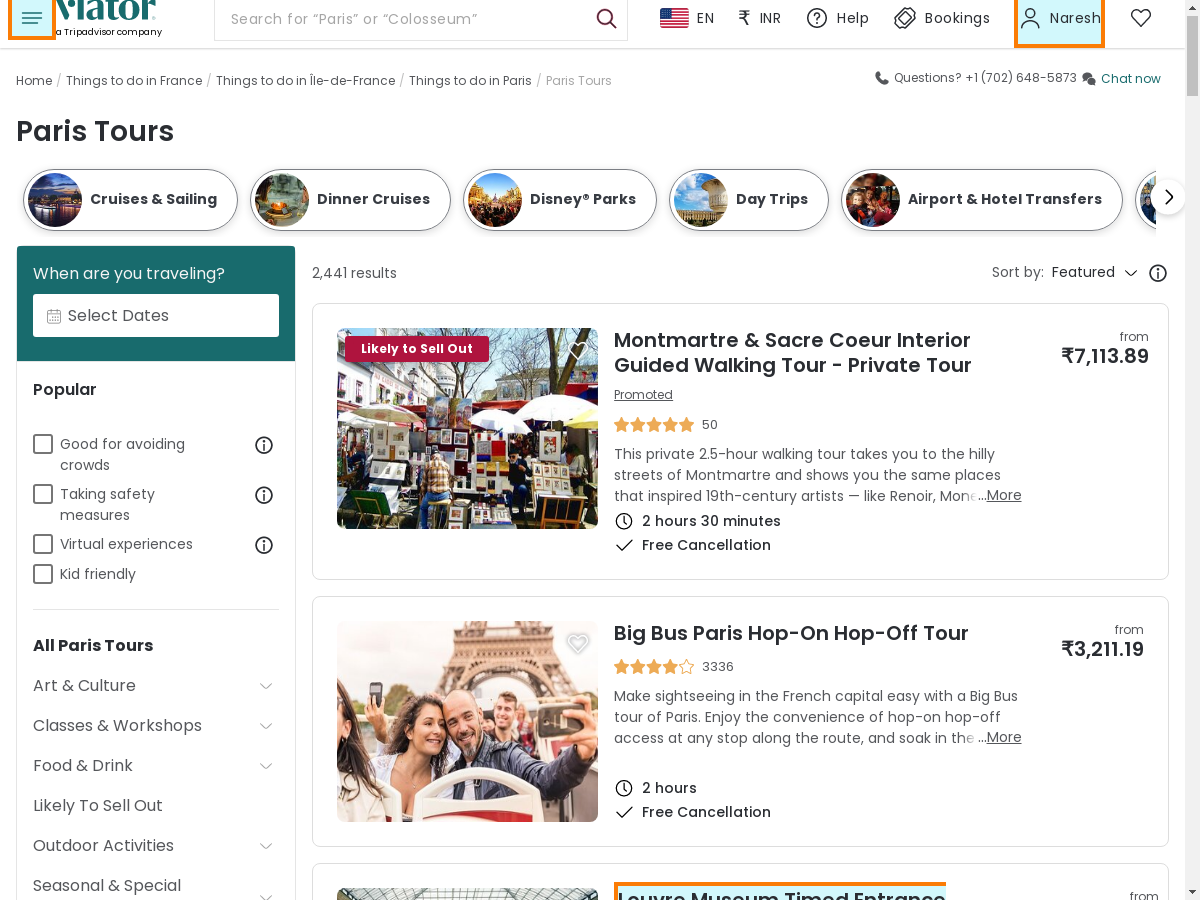 viator
a Tripadvisor company
Search for “Paris” or “Colosseum”
EN
₹ INR
Help
Bookings
Naresh
Home / Things to do in France / Things to do in Île-de-France / Things to do in Paris / Paris Tours
Questions? +1 (702) 648-5873 Chat now
Paris Tours
Cruises & Sailing
Dinner Cruises
Disney® Parks
Day Trips
Airport & Hotel Transfers
When are you traveling?
Select Dates
Popular
Good for avoiding
crowds
Taking safety
measures
Virtual experiences
Kid friendly
All Paris Tours
Art & Culture
Classes & Workshops
Food & Drink
Likely To Sell Out
Outdoor Activities
Seasonal & Special
2,441 results
Sort by: Featured
Likely to Sell Out
Montmartre & Sacre Coeur Interior
Guided Walking Tour - Private Tour
from
₹7,113.89
Promoted
50
This private 2.5-hour walking tour takes you to the hilly
streets of Montmartre and shows you the same places
that inspired 19th-century artists — like Renoir, Mone ...More
2 hours 30 minutes
Free Cancellation
Big Bus Paris Hop-On Hop-Off Tour
from
₹3,211.19
3336
Make sightseeing in the French capital easy with a Big Bus
tour of Paris. Enjoy the convenience of hop-on hop-off
access at any stop along the route, and soak in the ...More
2 hours
Free Cancellation
Louvre Museum Timed Entrance
from